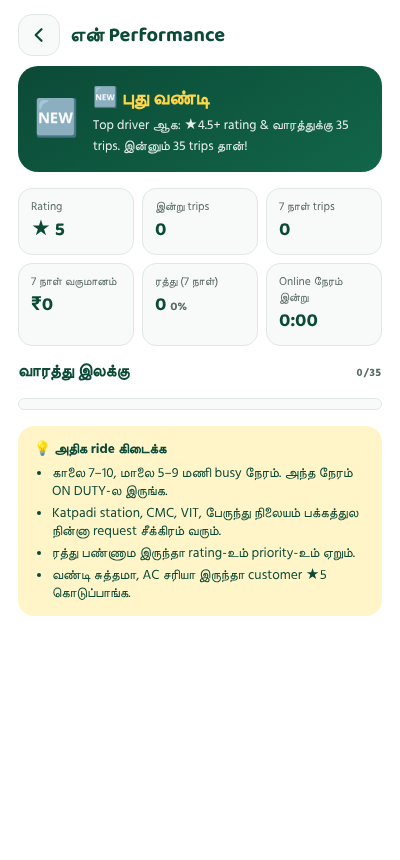 என் Performance
NEW
🆕 புது வண்டி
Top driver ஆக: ★4.5+ rating & வாரத்துக்கு 35
trips. இன்னும் 35 trips தான்!
Rating
★ 5
இன்று trips
0
7 நாள் trips
0
7 நாள் வருமானம்
₹0
ரத்து (7 நாள்)
0 0%
Online நேரம்
இன்று
0:00
வாரத்து இலக்கு
0/35
💡 அதிக ride கிடைக்க
• காலை 7–10, மாலை 5–9 மணி busy நேரம். அந்த நேரம்
ON DUTY-ல இருங்க.
• Katpadi station, CMC, VIT, பேருந்து நிலையம் பக்கத்துல
நின்னா request சீக்கிரம் வரும்.
• ரத்து பண்ணாம இருந்தா rating-உம் priority-உம் ஏறும்.
• வண்டி சுத்தமா, AC சரியா இருந்தா customer ★5
கொடுப்பாங்க.